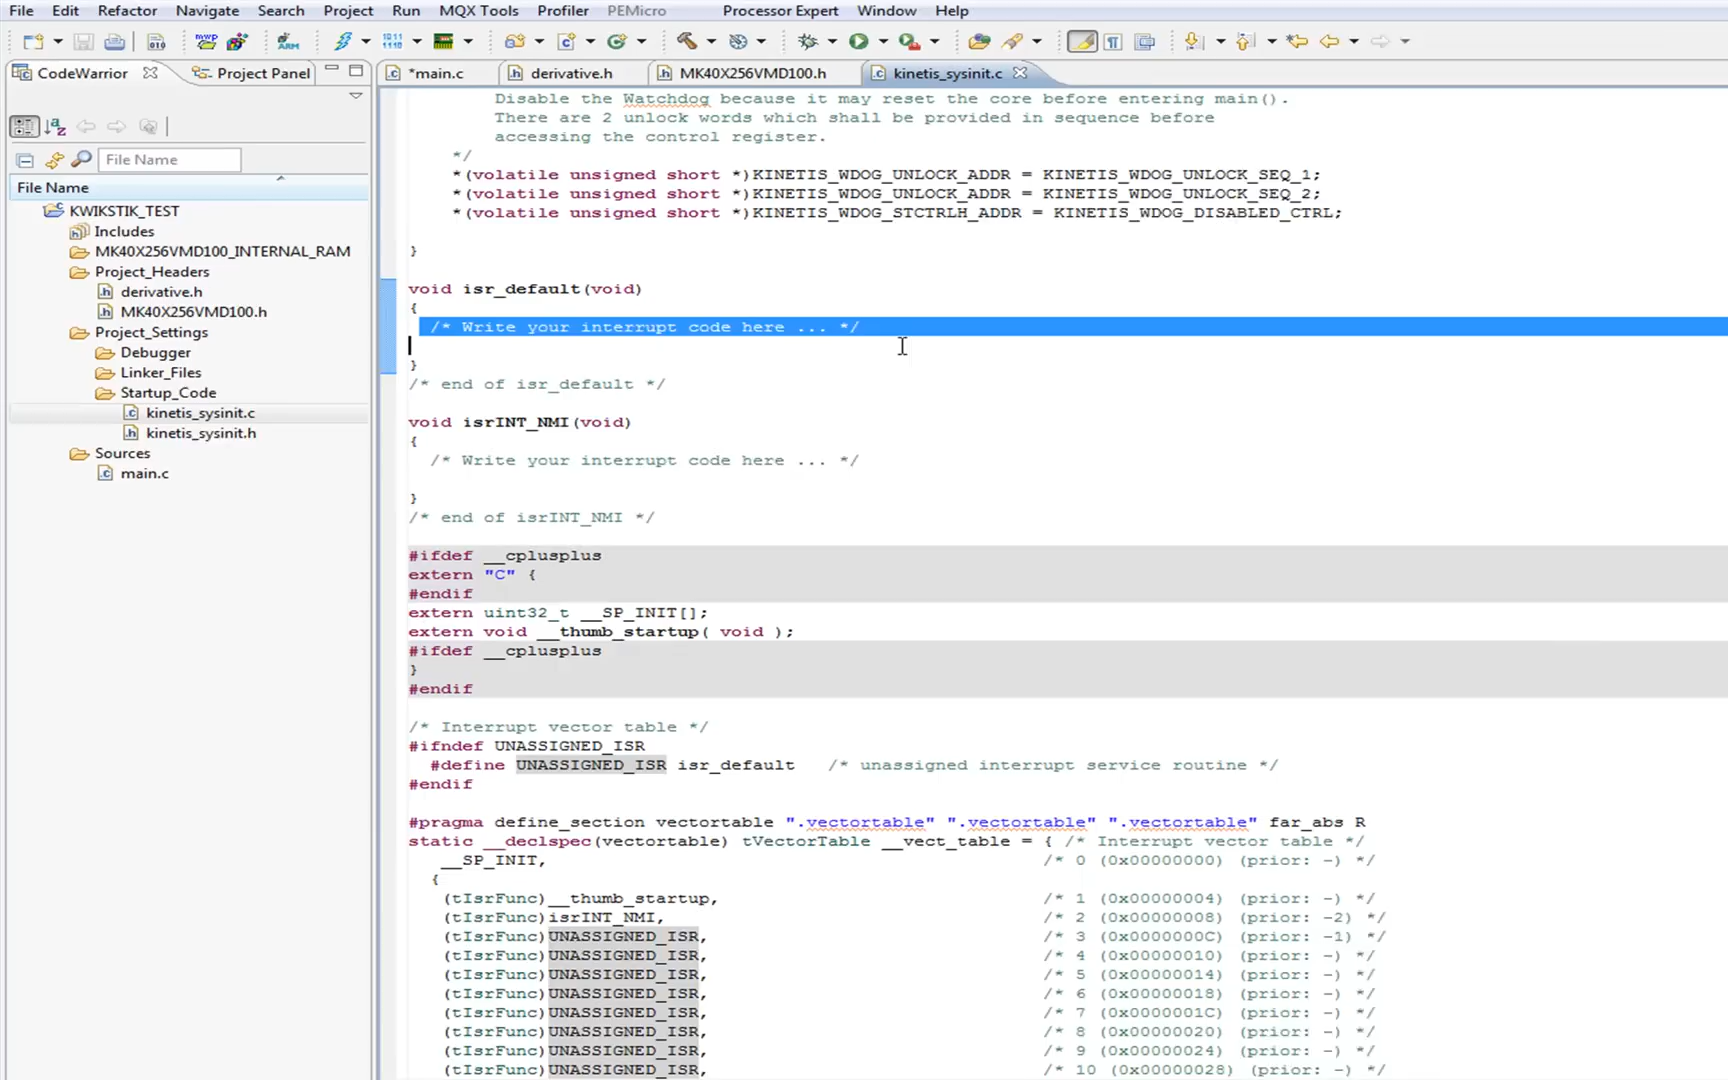 File Edit Refactor Navigate Search Project Run MQX Tools Profiler PEMicro Processor Expert Window Help
CodeWarrior Project Panel
*main.c derivative.h MK40X256VMD100.h kinetis_sysinit.c
File Name
File Name
KWIKSTIK_TEST
Includes
MK40X256VMD100_INTERNAL_RAM
Project_Headers
derivative.h
MK40X256VMD100.h
Project_Settings
Debugger
Linker_Files
Startup_Code
kinetis_sysinit.c
kinetis_sysinit.h
Sources
main.c
Disable the Watchdog because it may reset the core before entering main().
There are 2 unlock words which shall be provided in sequence before
accessing the control register.
*/
*(volatile unsigned short *)KINETIS_WDOG_UNLOCK_ADDR = KINETIS_WDOG_UNLOCK_SEQ_1;
*(volatile unsigned short *)KINETIS_WDOG_UNLOCK_ADDR = KINETIS_WDOG_UNLOCK_SEQ_2;
*(volatile unsigned short *)KINETIS_WDOG_STCTRLH_ADDR = KINETIS_WDOG_DISABLED_CTRL;
}
void isr_default(void)
{
/* Write your interrupt code here ... */
}
/* end of isr_default */
void isrINT_NMI(void)
{
/* Write your interrupt code here ... */
}
/* end of isrINT_NMI */
#ifdef __cplusplus
extern "C" {
#endif
extern uint32_t __SP_INIT[];
extern void __thumb_startup( void );
#ifdef __cplusplus
}
#endif
/* Interrupt vector table */
#ifndef UNASSIGNED_ISR
#define UNASSIGNED_ISR isr_default /* unassigned interrupt service routine */
#endif
#pragma define_section vectortable ".vectortable" ".vectortable" ".vectortable" far_abs R
static __declspec(vectortable) tVectorTable __vect_table = { /* Interrupt vector table */
__SP_INIT, /* 0 (0x00000000) (prior: -) */
{
(tIsrFunc)__thumb_startup, /* 1 (0x00000004) (prior: -) */
(tIsrFunc)isrINT_NMI, /* 2 (0x00000008) (prior: -2) */
(tIsrFunc)UNASSIGNED_ISR, /* 3 (0x0000000C) (prior: -1) */
(tIsrFunc)UNASSIGNED_ISR, /* 4 (0x00000010) (prior: -) */
(tIsrFunc)UNASSIGNED_ISR, /* 5 (0x00000014) (prior: -) */
(tIsrFunc)UNASSIGNED_ISR, /* 6 (0x00000018) (prior: -) */
(tIsrFunc)UNASSIGNED_ISR, /* 7 (0x0000001C) (prior: -) */
(tIsrFunc)UNASSIGNED_ISR, /* 8 (0x00000020) (prior: -) */
(tIsrFunc)UNASSIGNED_ISR, /* 9 (0x00000024) (prior: -) */
(tIsrFunc)UNASSIGNED_ISR, /* 10 (0x00000028) (prior: -) */